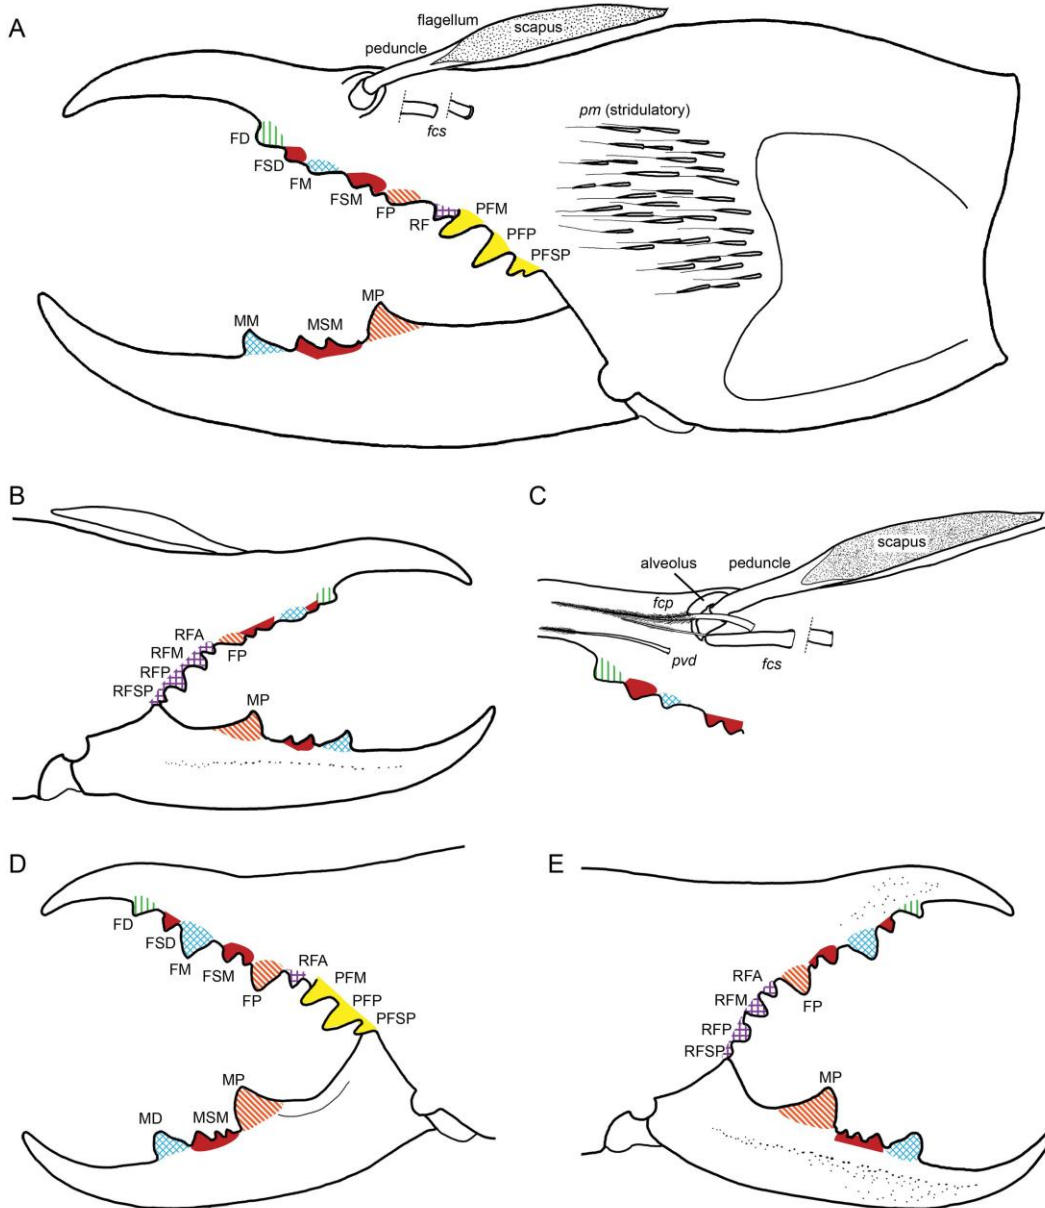 A
flagellum
scapus
peduncle
fcs
pm (stridulatory)
FD
FSD
FM
FSM
FP
RF
PFM
PFP
PFSP
MM
MSM
MP
B
RFA
RFM
RFP
RFSP
FP
MP
C
scapus
alveolus
peduncle
fcp
pvd
fcs
D
FD
FSD
FM
FSM
FP
RFA
PFM
PFP
PFSP
MD
MSM
MP
E
RFA
RFM
RFP
RFSP
FP
MP